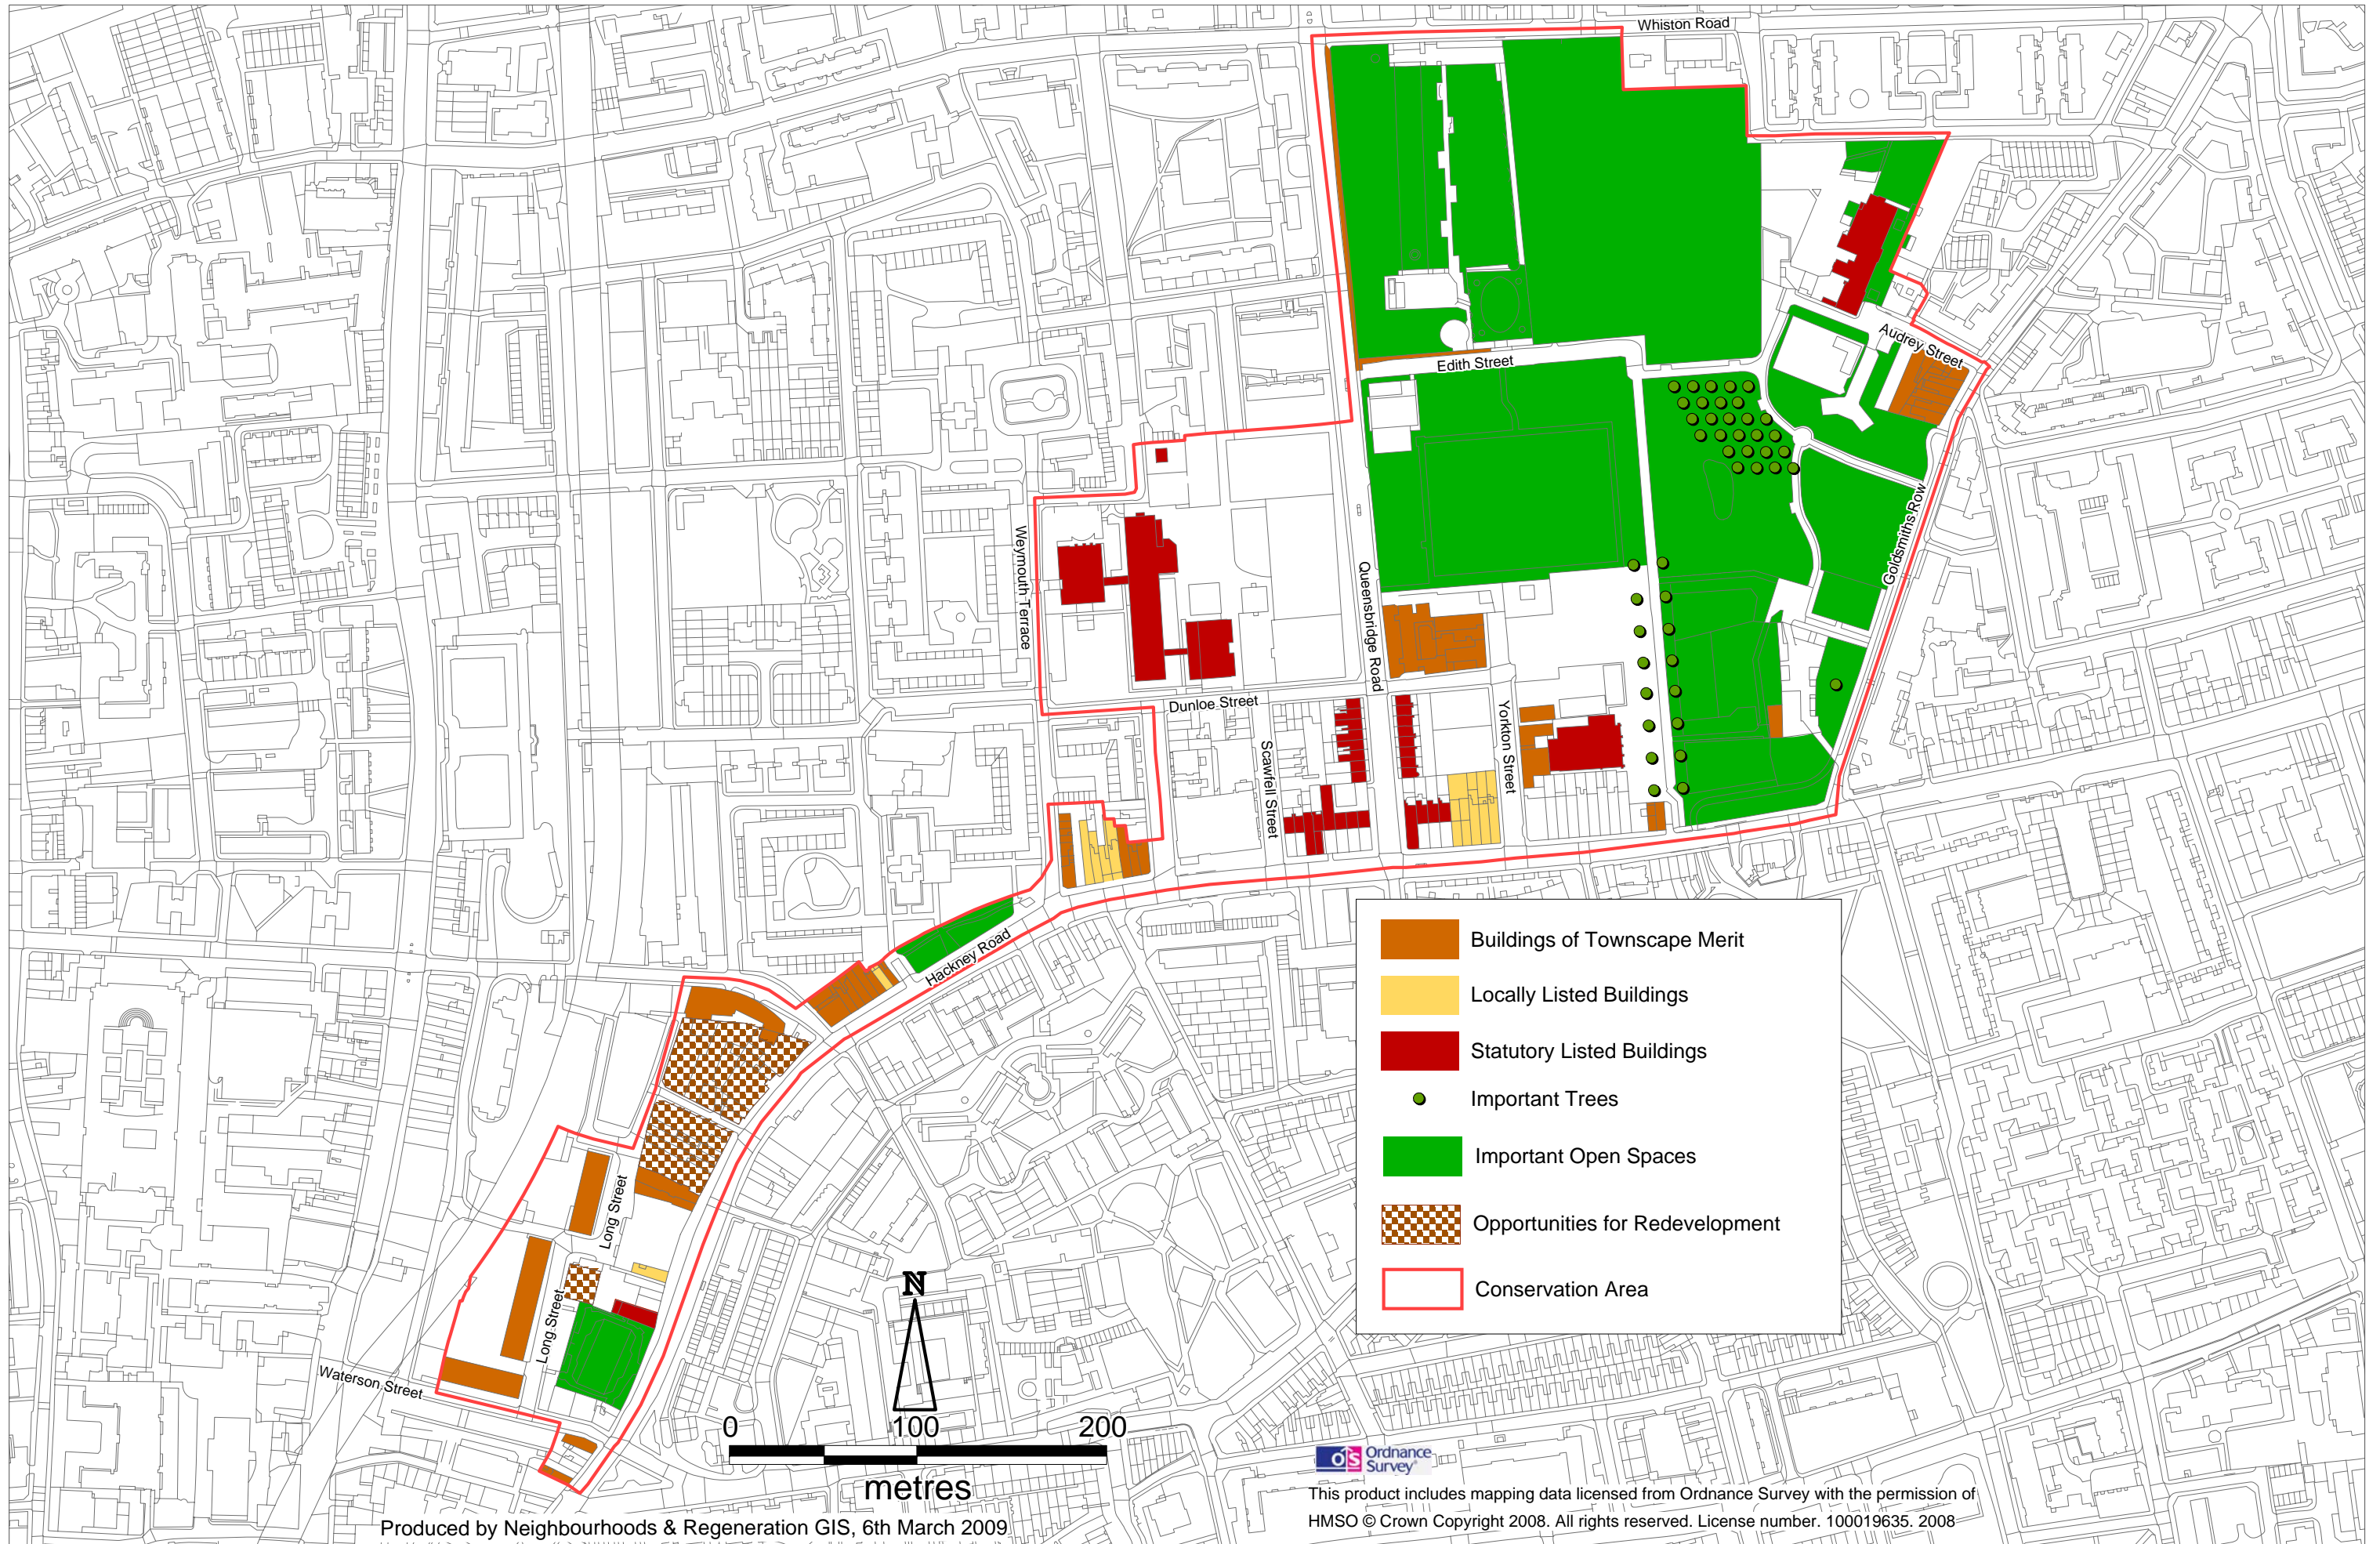 Whiston Road
Audrey Street
Edith Street
Goldsmiths Row
Weymouth Terrace
Queensbridge Road
Dunloe Street
Yorkton Street
Scawfell Street
Hackney Road
Long Street
Long Street
Waterson Street
Buildings of Townscape Merit
Locally Listed Buildings
Statutory Listed Buildings
Important Trees
Important Open Spaces
Opportunities for Redevelopment
Conservation Area
N
0 100 200
metres
os Ordnance
Survey®
This product includes mapping data licensed from Ordnance Survey with the permission of
HMSO © Crown Copyright 2008. All rights reserved. License number. 100019635. 2008
Produced by Neighbourhoods & Regeneration GIS, 6th March 2009